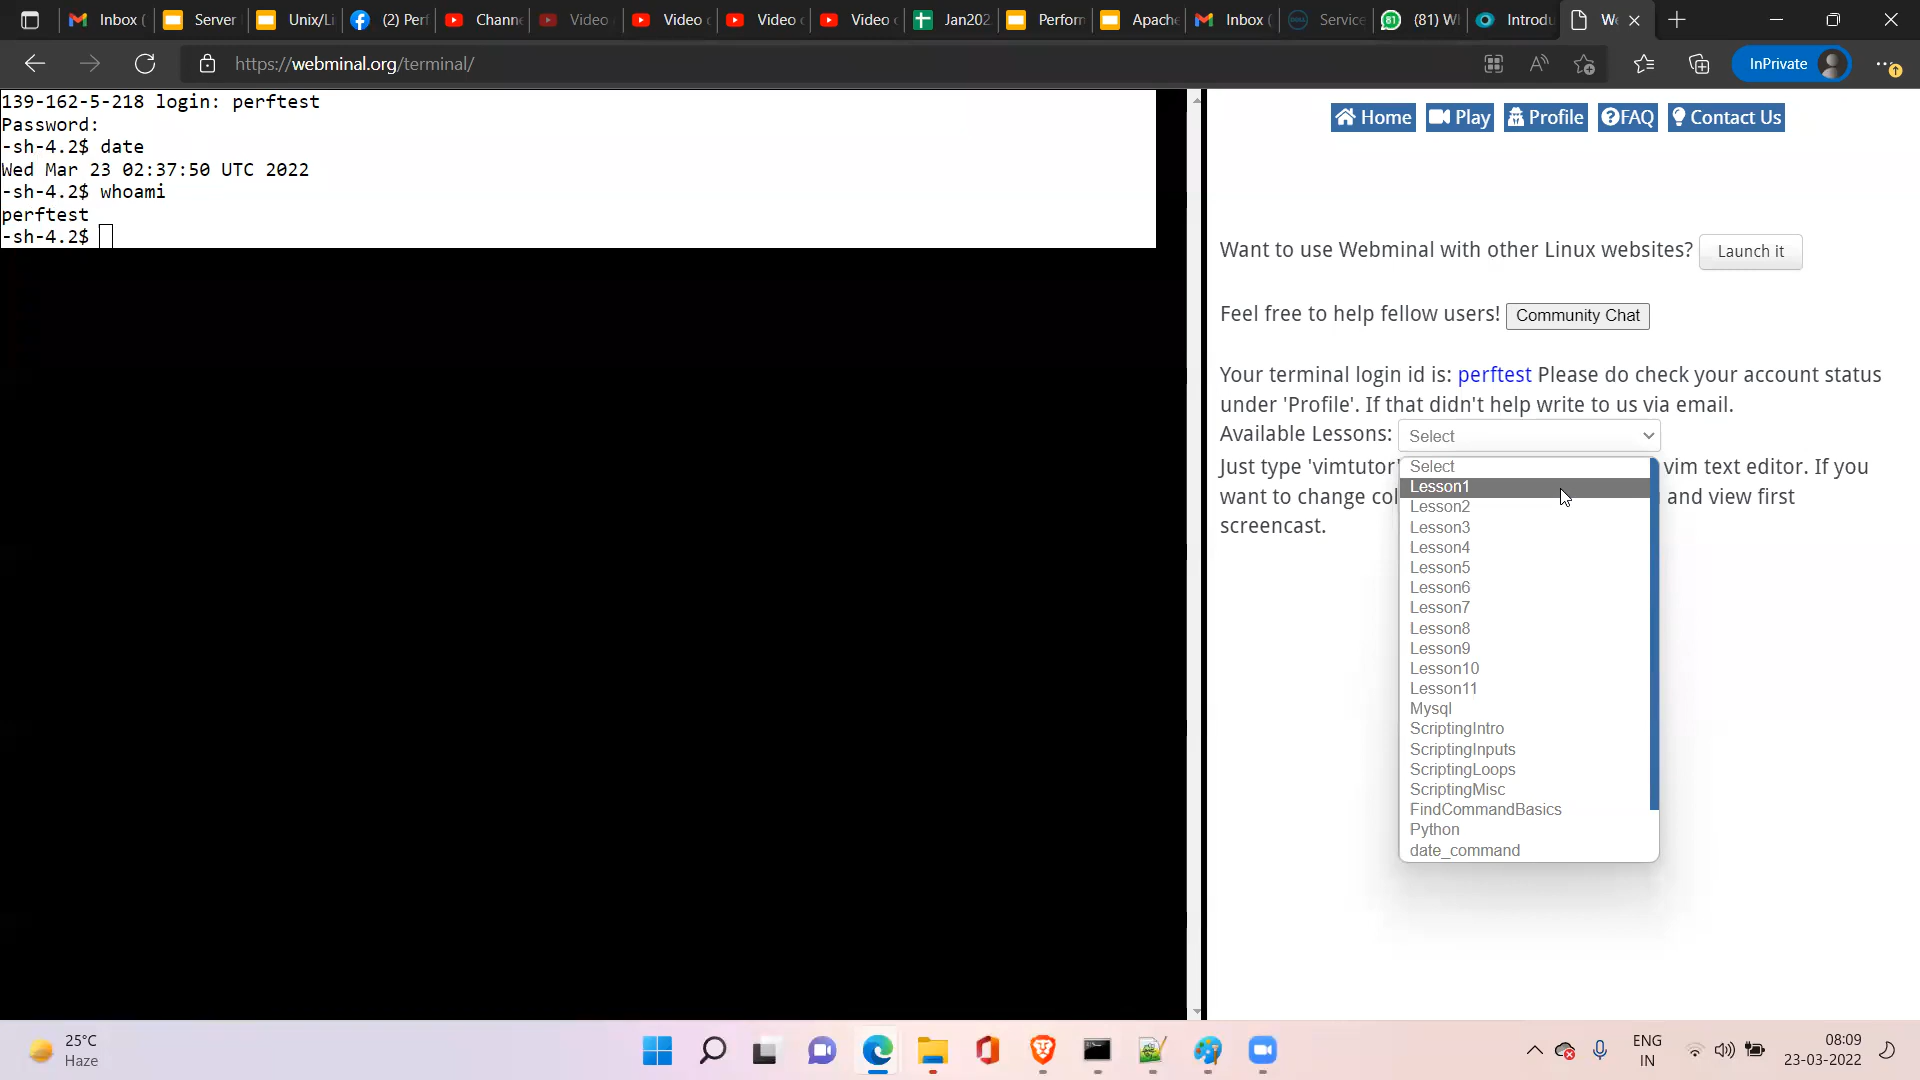 Inbox (
Server
Unix/Li
(2) Perf
Chann
Video
Video
Video
Video
Jan202
Perform
Apache
Inbox (
Service
(81) W
Introdu
We
https://webminal.org/terminal/
InPrivate
139-162-5-218 login: perftest
Password:
-sh-4.2$ date
Wed Mar 23 02:37:50 UTC 2022
-sh-4.2$ whoami
perftest
-sh-4.2$
Home
Play
Profile
FAQ
Contact Us
Want to use Webminal with other Linux websites? Launch it
Feel free to help fellow users! Community Chat
Your terminal login id is: perftest Please do check your account status
under 'Profile'. If that didn't help write to us via email.
Available Lessons: Select
Just type 'vimtutor' vim text editor. If you
want to change col and view first
screencast.
Select
Lesson1
Lesson2
Lesson3
Lesson4
Lesson5
Lesson6
Lesson7
Lesson8
Lesson9
Lesson10
Lesson11
Mysql
ScriptingIntro
ScriptingInputs
ScriptingLoops
ScriptingMisc
FindCommandBasics
Python
date_command
25°C
Haze
ENG
IN
08:09
23-03-2022